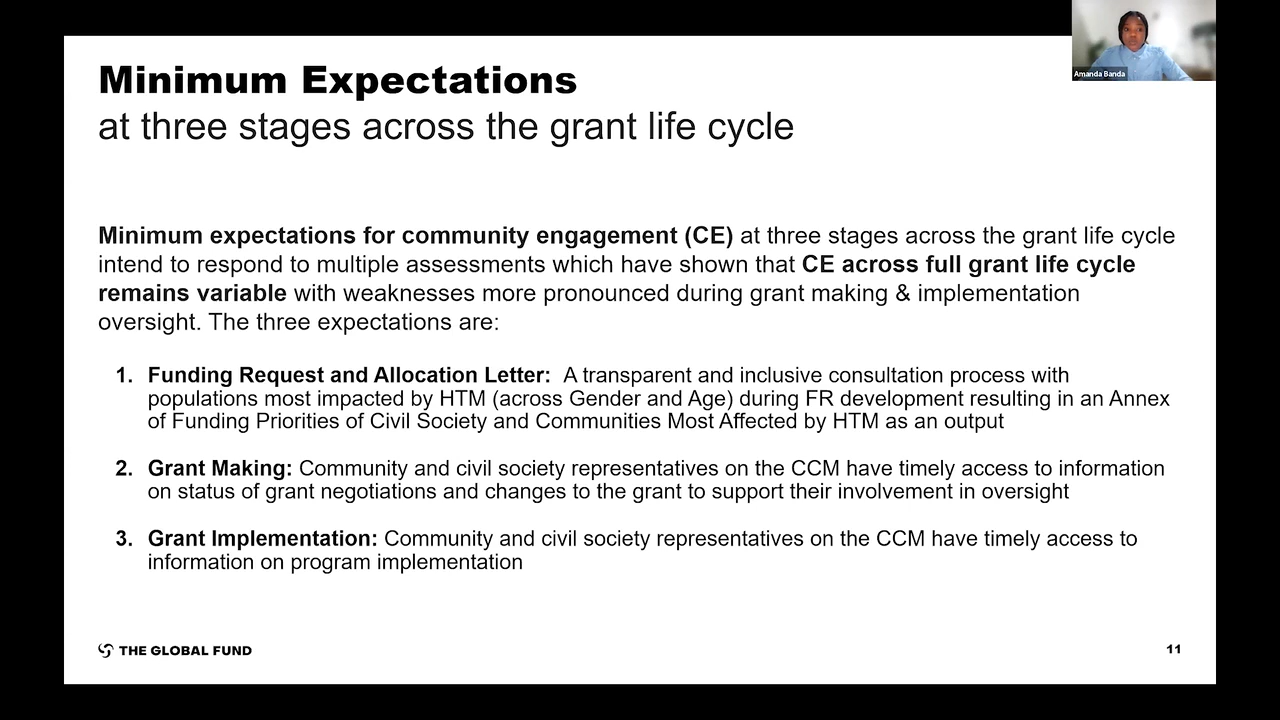 Amanda Banda
Minimum Expectations
at three stages across the grant life cycle
Minimum expectations for community engagement (CE) at three stages across the grant life cycle
intend to respond to multiple assessments which have shown that CE across full grant life cycle
remains variable with weaknesses more pronounced during grant making & implementation
oversight. The three expectations are:
1. Funding Request and Allocation Letter: A transparent and inclusive consultation process with
populations most impacted by HTM (across Gender and Age) during FR development resulting in an Annex
of Funding Priorities of Civil Society and Communities Most Affected by HTM as an output
2. Grant Making: Community and civil society representatives on the CCM have timely access to information
on status of grant negotiations and changes to the grant to support their involvement in oversight
3. Grant Implementation: Community and civil society representatives on the CCM have timely access to
information on program implementation
THE GLOBAL FUND
11